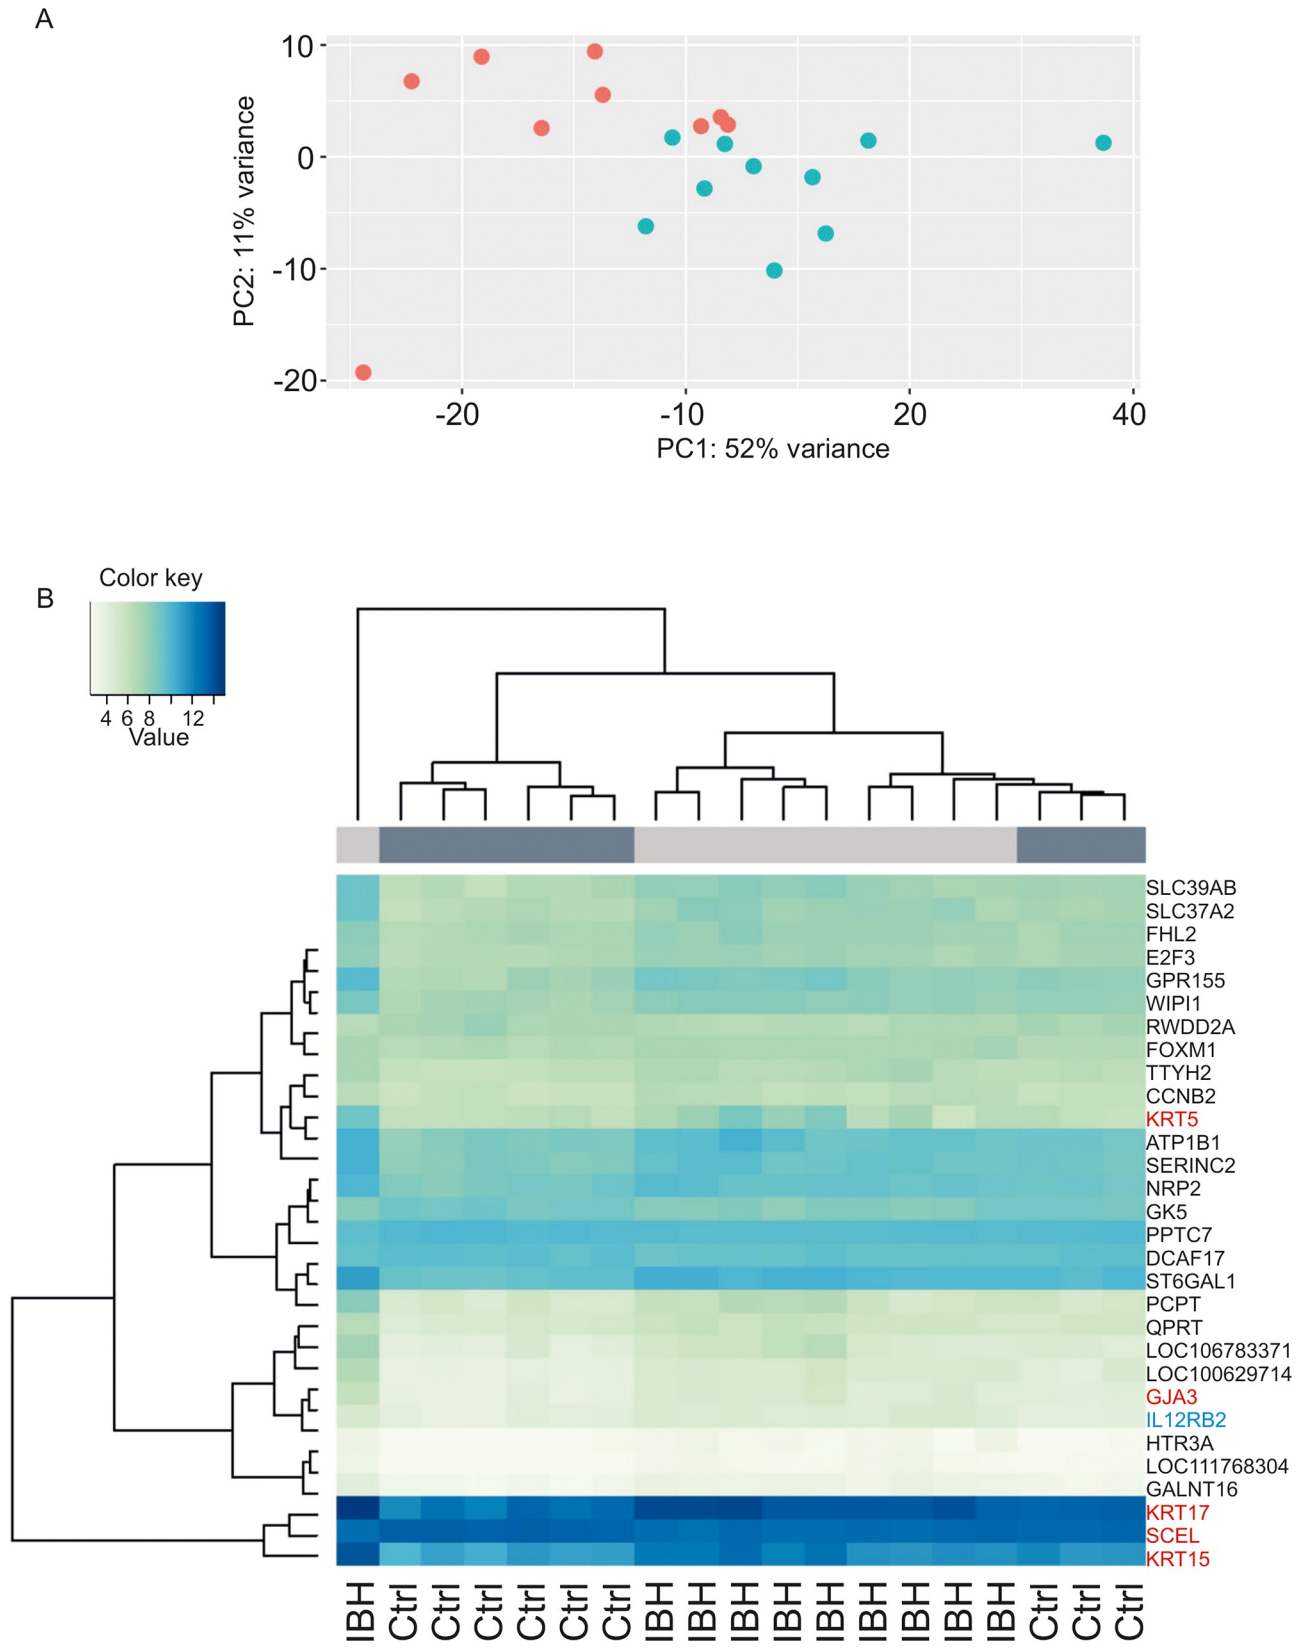 A
10
0
-10
-20
PC2: 11% variance
-20 -10 20 40
PC1: 52% variance
B
Color key
4 6 8 12
Value
SLC39AB
SLC37A2
FHL2
E2F3
GPR155
WIPI1
RWDD2A
FOXM1
TTYH2
CCNB2
KRT5
ATP1B1
SERINC2
NRP2
GK5
PPTC7
DCAF17
ST6GAL1
PCPT
QPRT
LOC106783371
LOC100629714
GJA3
IL12RB2
HTR3A
LOC111768304
GALNT16
KRT17
SCEL
KRT15
IBH Ctrl Ctrl Ctrl Ctrl Ctrl Ctrl IBH IBH IBH IBH IBH IBH IBH IBH IBH Ctrl Ctrl Ctrl